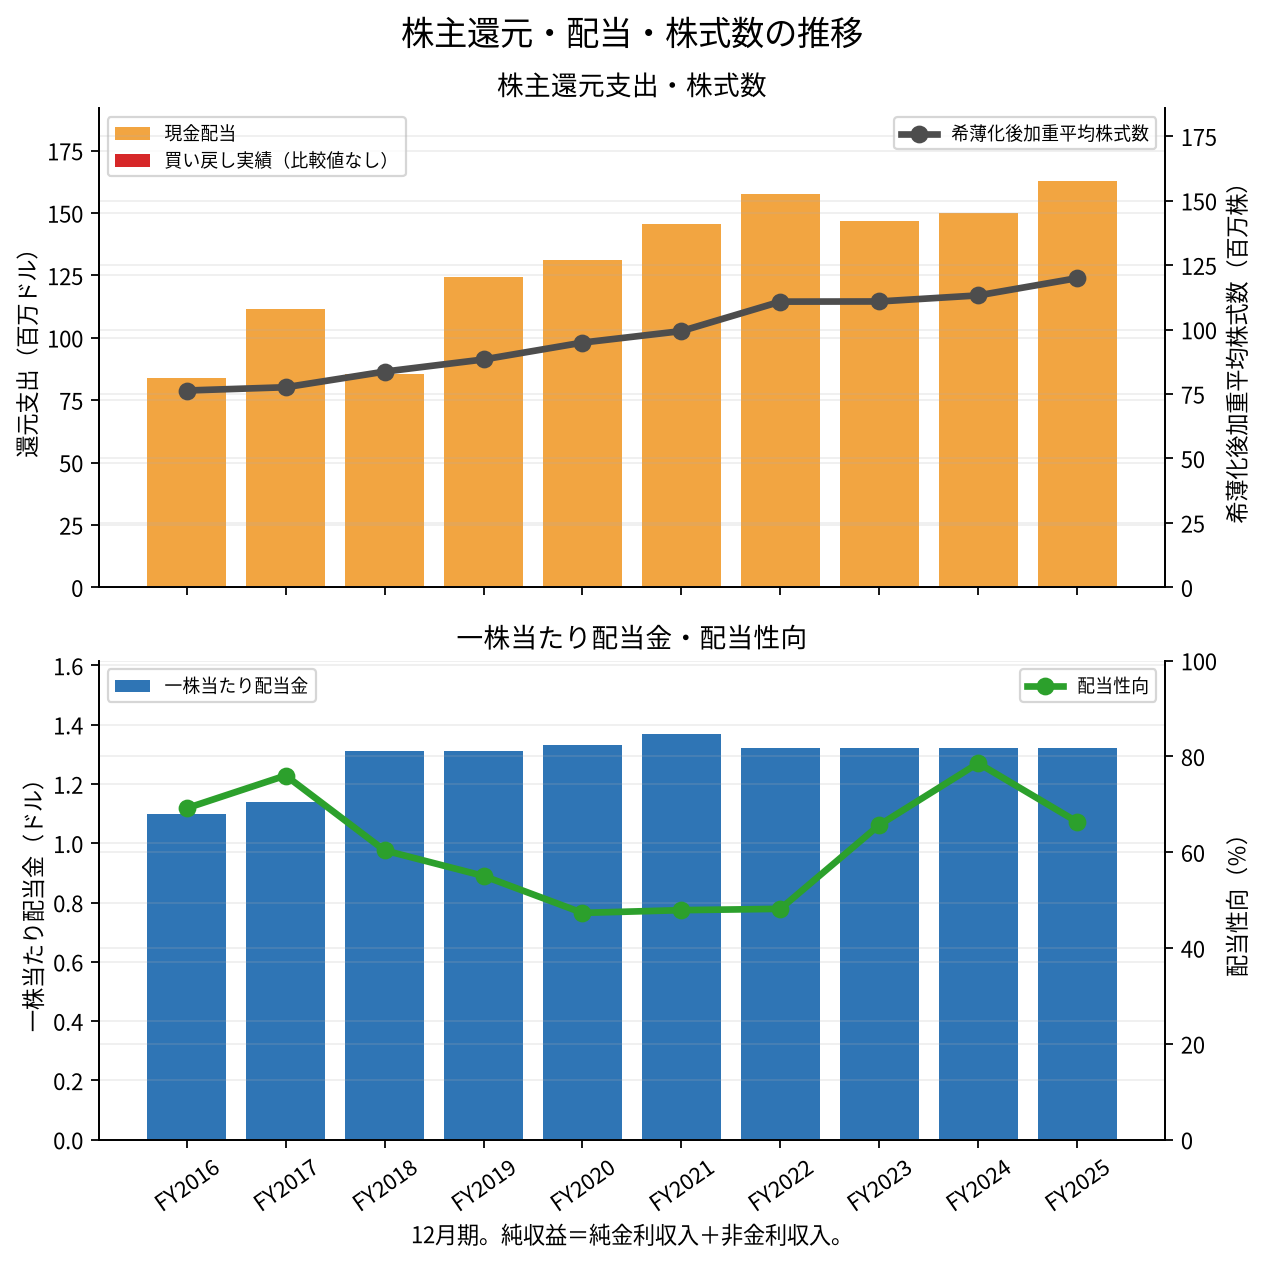 株主還元・配当・株式数の推移
株主還元支出・株式数
現金配当
買い戻し実績（比較値なし）
希薄化後加重平均株式数
還元支出（百万ドル）
175
150
125
100
75
50
25
0
175
150
125
100
75
50
25
0
希薄化後加重平均株式数（百万株）
一株当たり配当金・配当性向
一株当たり配当金
配当性向
一株当たり配当金（ドル）
1.6
1.4
1.2
1.0
0.8
0.6
0.4
0.2
0.0
100
80
60
40
20
0
配当性向（%）
FY2016 FY2017 FY2018 FY2019 FY2020 FY2021 FY2022 FY2023 FY2024 FY2025
12月期。純収益＝純金利収入＋非金利収入。